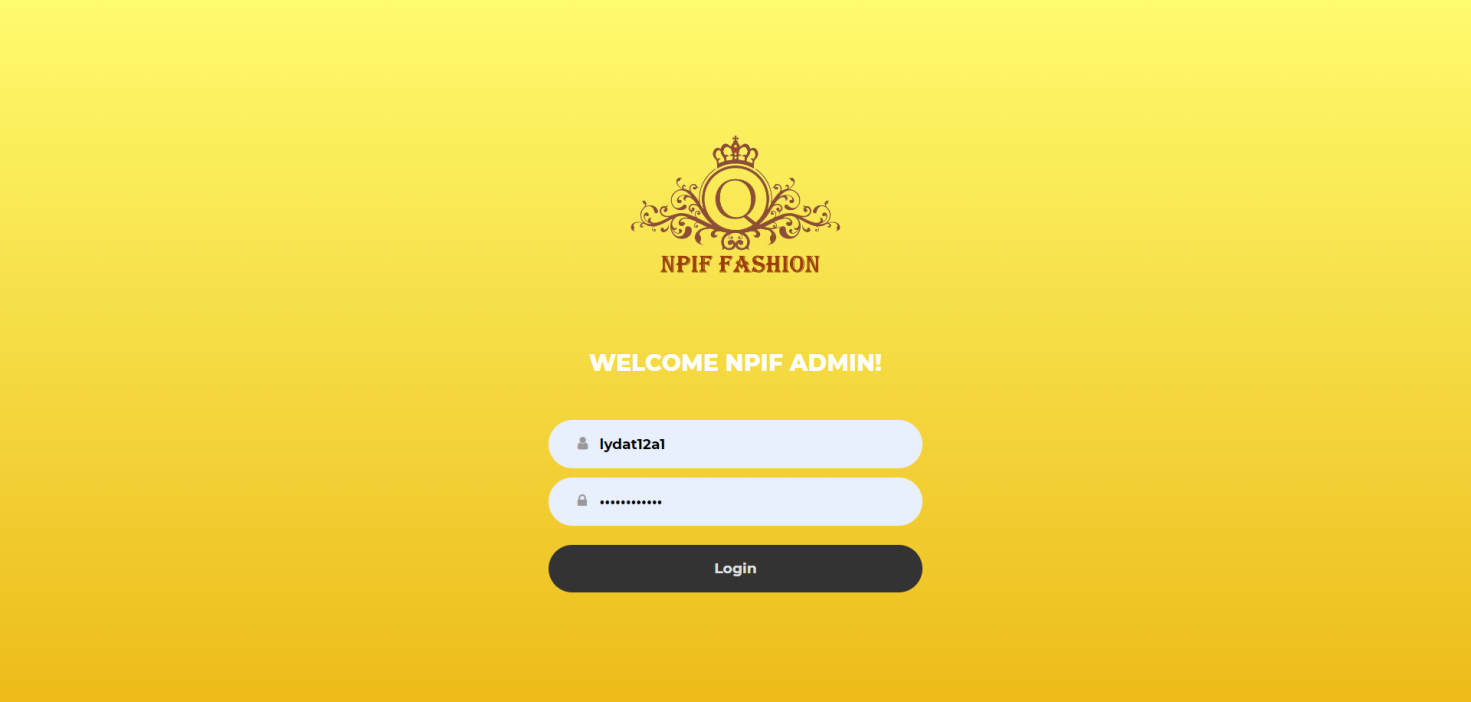 Q
NPIF FASHION
WELCOME NPIF ADMIN!
lydat12a1
••••••••••••
Login